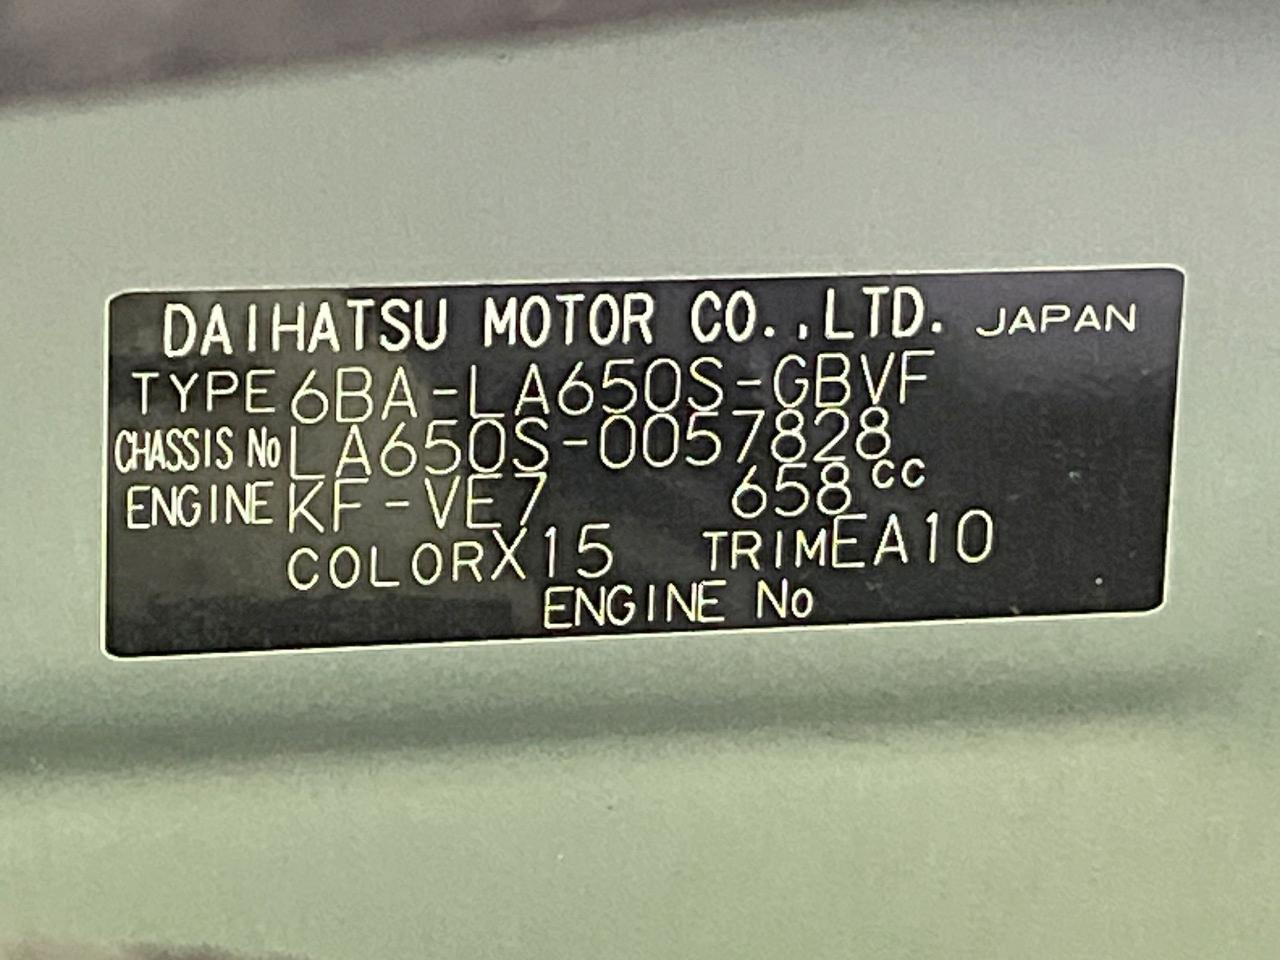 DAIHATSU MOTOR CO.,LTD. JAPAN
TYPE 6BA-LA650S-GBVF
CHASSIS No LA650S-0057828
ENGINE KF-VE7 658cc
COLOR X15 TRIM EA10
ENGINE No